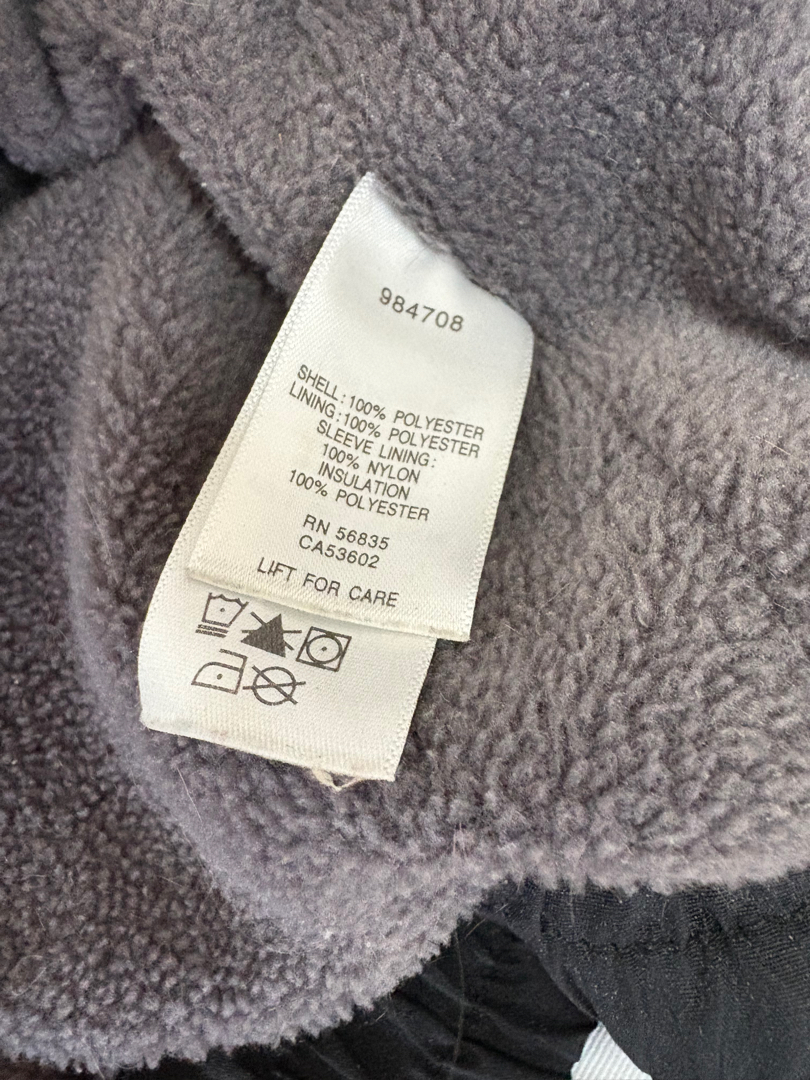 984708
SHELL:100% POLYESTER
LINING:100% POLYESTER
SLEEVE LINING:
100% NYLON
INSULATION
100% POLYESTER
RN 56835
CA53602
LIFT FOR CARE